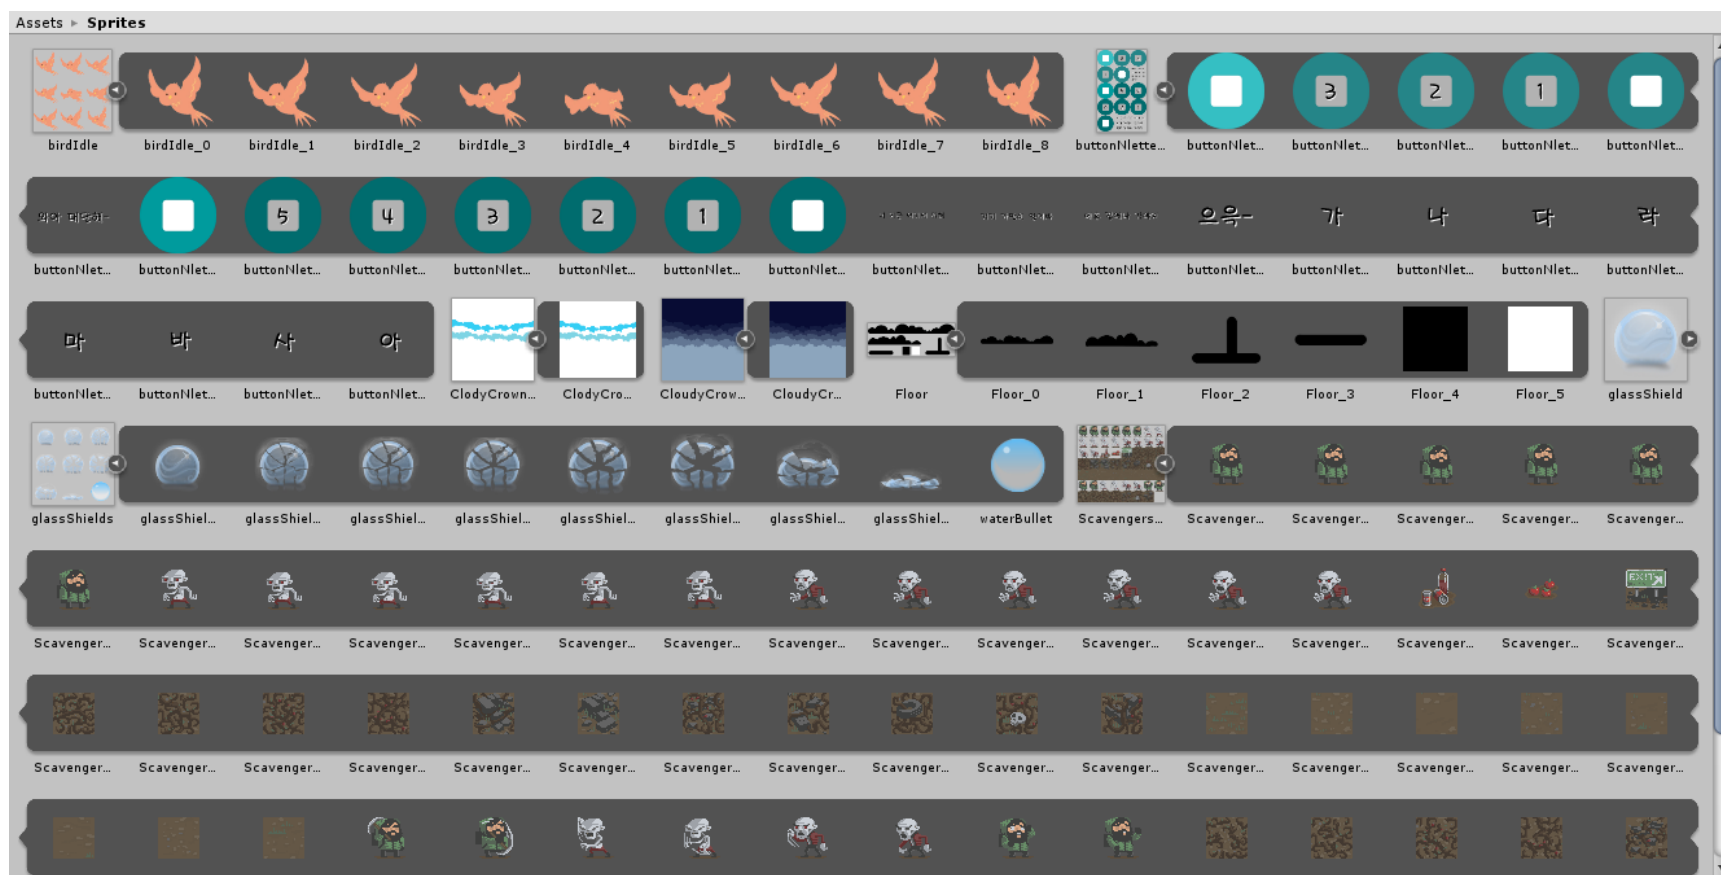 Assets ▸ Sprites
birdIdle birdIdle_0 birdIdle_1 birdIdle_2 birdIdle_3 birdIdle_4 birdIdle_5 birdIdle_6 birdIdle_7 birdIdle_8 buttonNlette... buttonNlet... buttonNlet... buttonNlet... buttonNlet... buttonNlet...
3 2 1
5 4 3 2 1 으윽- 가 나 다 락
buttonNlet... buttonNlet... buttonNlet... buttonNlet... buttonNlet... buttonNlet... buttonNlet... buttonNlet... buttonNlet... buttonNlet... buttonNlet... buttonNlet... buttonNlet... buttonNlet... buttonNlet... buttonNlet...
마 바 사 아
buttonNlet... buttonNlet... buttonNlet... buttonNlet... ClodyCrown... ClodyCro... CloudyCrow... CloudyCr... Floor Floor_0 Floor_1 Floor_2 Floor_3 Floor_4 Floor_5 glassShield
glassShields glassShiel... glassShiel... glassShiel... glassShiel... glassShiel... glassShiel... glassShiel... glassShiel... waterBullet Scavengers... Scavenger... Scavenger... Scavenger... Scavenger... Scavenger...
EXIT
Scavenger... Scavenger... Scavenger... Scavenger... Scavenger... Scavenger... Scavenger... Scavenger... Scavenger... Scavenger... Scavenger... Scavenger... Scavenger... Scavenger... Scavenger... Scavenger...
Scavenger... Scavenger... Scavenger... Scavenger... Scavenger... Scavenger... Scavenger... Scavenger... Scavenger... Scavenger... Scavenger... Scavenger... Scavenger... Scavenger... Scavenger... Scavenger...